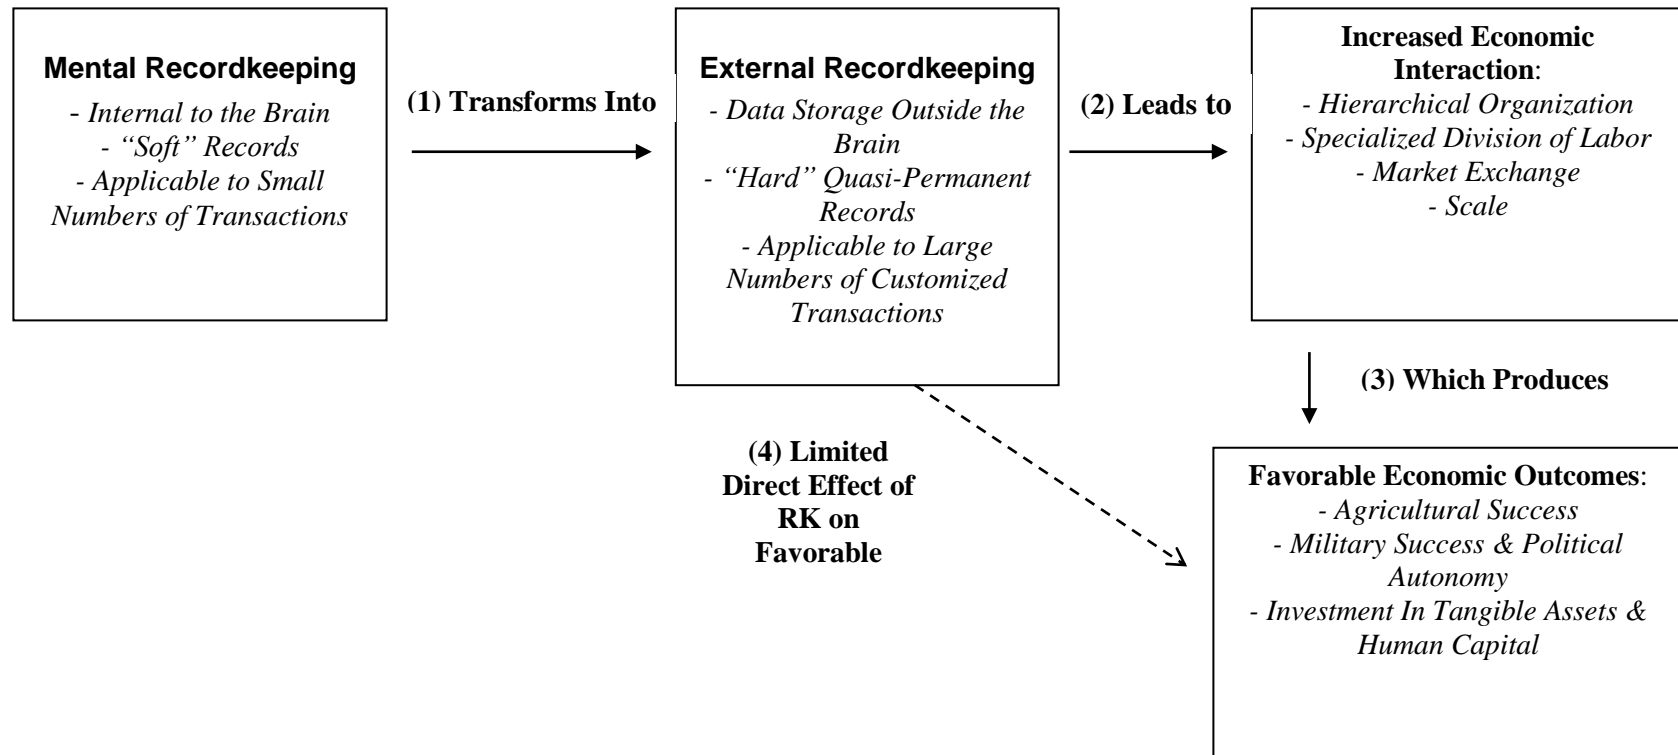 Mental Recordkeeping
- Internal to the Brain
- “Soft” Records
- Applicable to Small
Numbers of Transactions
(1) Transforms Into
External Recordkeeping
- Data Storage Outside the
Brain
- “Hard” Quasi-Permanent
Records
- Applicable to Large
Numbers of Customized
Transactions
(2) Leads to
Increased Economic
Interaction:
- Hierarchical Organization
- Specialized Division of Labor
- Market Exchange
- Scale
(3) Which Produces
(4) Limited
Direct Effect of
RK on
Favorable
Favorable Economic Outcomes:
- Agricultural Success
- Military Success & Political
Autonomy
- Investment In Tangible Assets &
Human Capital